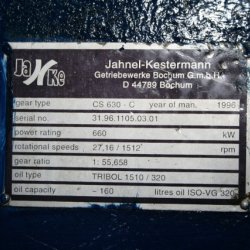 JaKe
Jahnel-Kestermann
Getriebewerke Bochum G.m.b.H.
D 44789 Bochum
gear type CS 630 - C year of man. 1996
serial no. 31.96.1105.03.01
power rating 660 kW
rotational speeds 27,16 / 1512 rpm
gear ratio 1: 55,658
oil type TRIBOL 1510 / 320
oil capacity ~ 160 litres oil ISO-VG 320